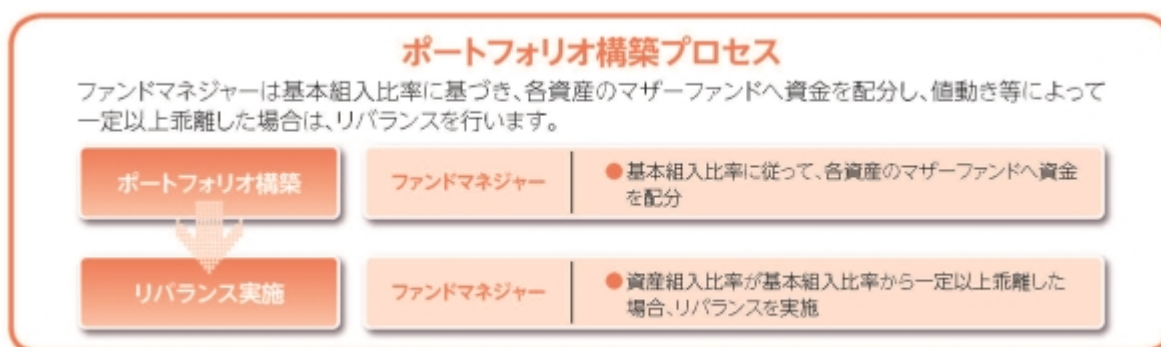 ポートフォリオ構築プロセス
ファンドマネジャーは基本組入比率に基づき、各資産のマザーファンドへ資金を配分し、値動き等によって
一定以上乖離した場合は、リバランスを行います。
ポートフォリオ構築
ファンドマネジャー
●基本組入比率に従って、各資産のマザーファンドへ資金
を配分
リバランス実施
ファンドマネジャー
●資産組入比率が基本組入比率から一定以上乖離した
場合、リバランスを実施